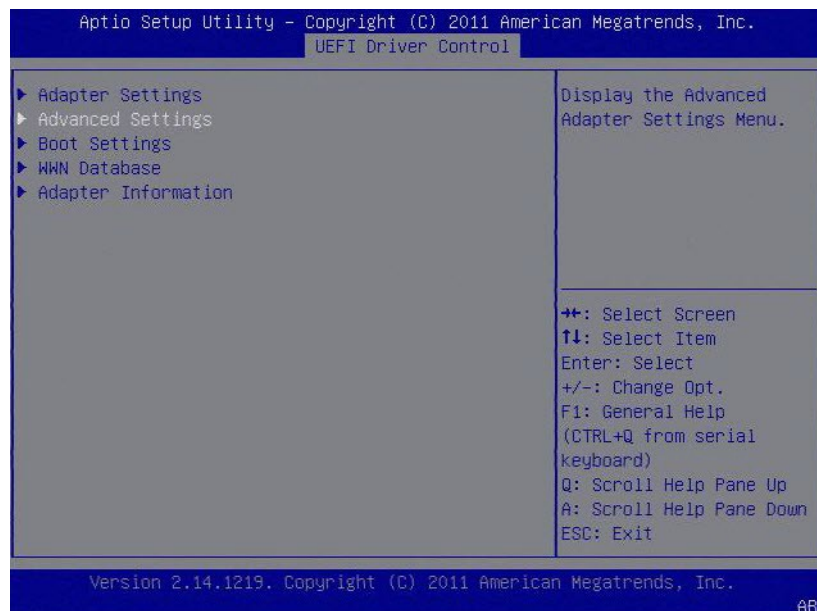 Aptio Setup Utility – Copyright (C) 2011 American Megatrends, Inc.
UEFI Driver Control
Adapter Settings
Advanced Settings
Boot Settings
WWN Database
Adapter Information
Display the Advanced
Adapter Settings Menu.
→←: Select Screen
↑↓: Select Item
Enter: Select
+/-: Change Opt.
F1: General Help
(CTRL+Q from serial
keyboard)
Q: Scroll Help Pane Up
A: Scroll Help Pane Down
ESC: Exit
Version 2.14.1219. Copyright (C) 2011 American Megatrends, Inc.
AB